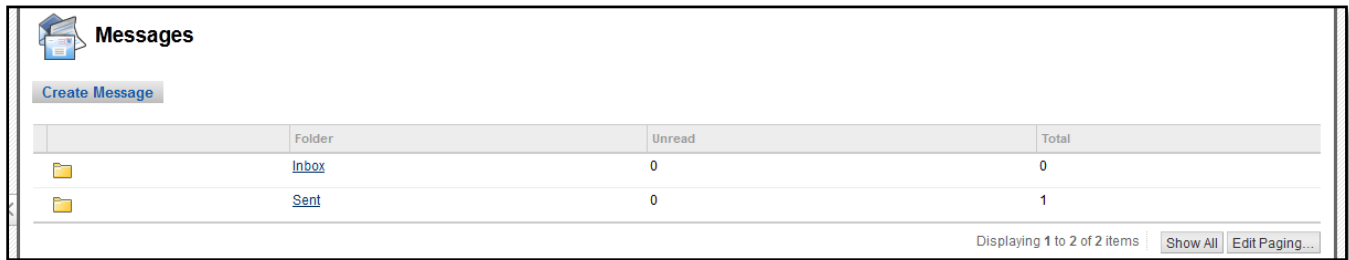 Messages
Create Message
Folder Unread Total
Inbox 0 0
Sent 0 1
Displaying 1 to 2 of 2 items Show All Edit Paging...